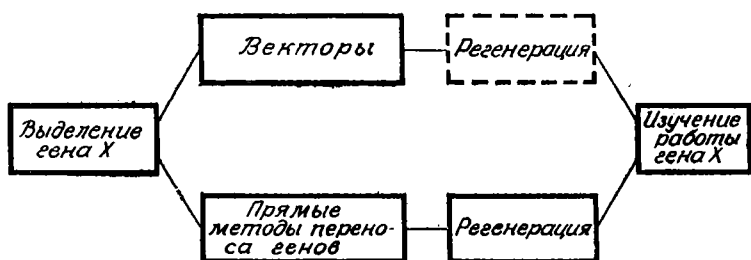 Векторы
Регенерация
Выделение
гена X
Изучение
работы
гена X
Прямые
методы перено-
са генов
Регенерация